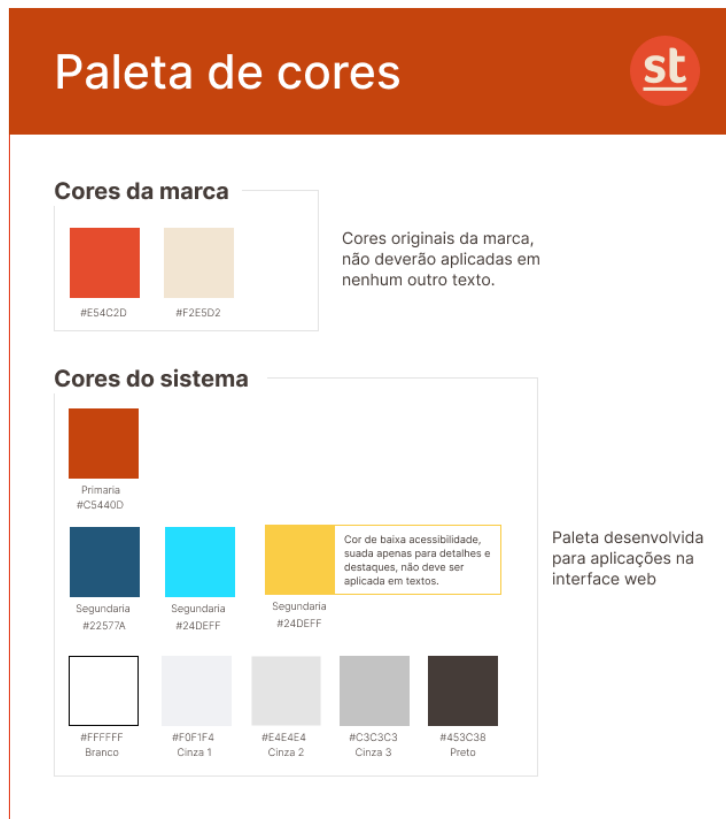 Paleta de cores
st
Cores da marca
#E54C2D
#F2E5D2
Cores originais da marca,
não deverão aplicadas em
nenhum outro texto.
Cores do sistema
Primaria
#C5440D
Segundaria
#22577A
Segundaria
#24DEFF
Cor de baixa acessibilidade,
suada apenas para detalhes e
destaques, não deve ser
aplicada em textos.
Segundaria
#24DEFF
Paleta desenvolvida
para aplicações na
interface web
#FFFFFF
Branco
#F0F1F4
Cinza 1
#E4E4E4
Cinza 2
#C3C3C3
Cinza 3
#453C38
Preto